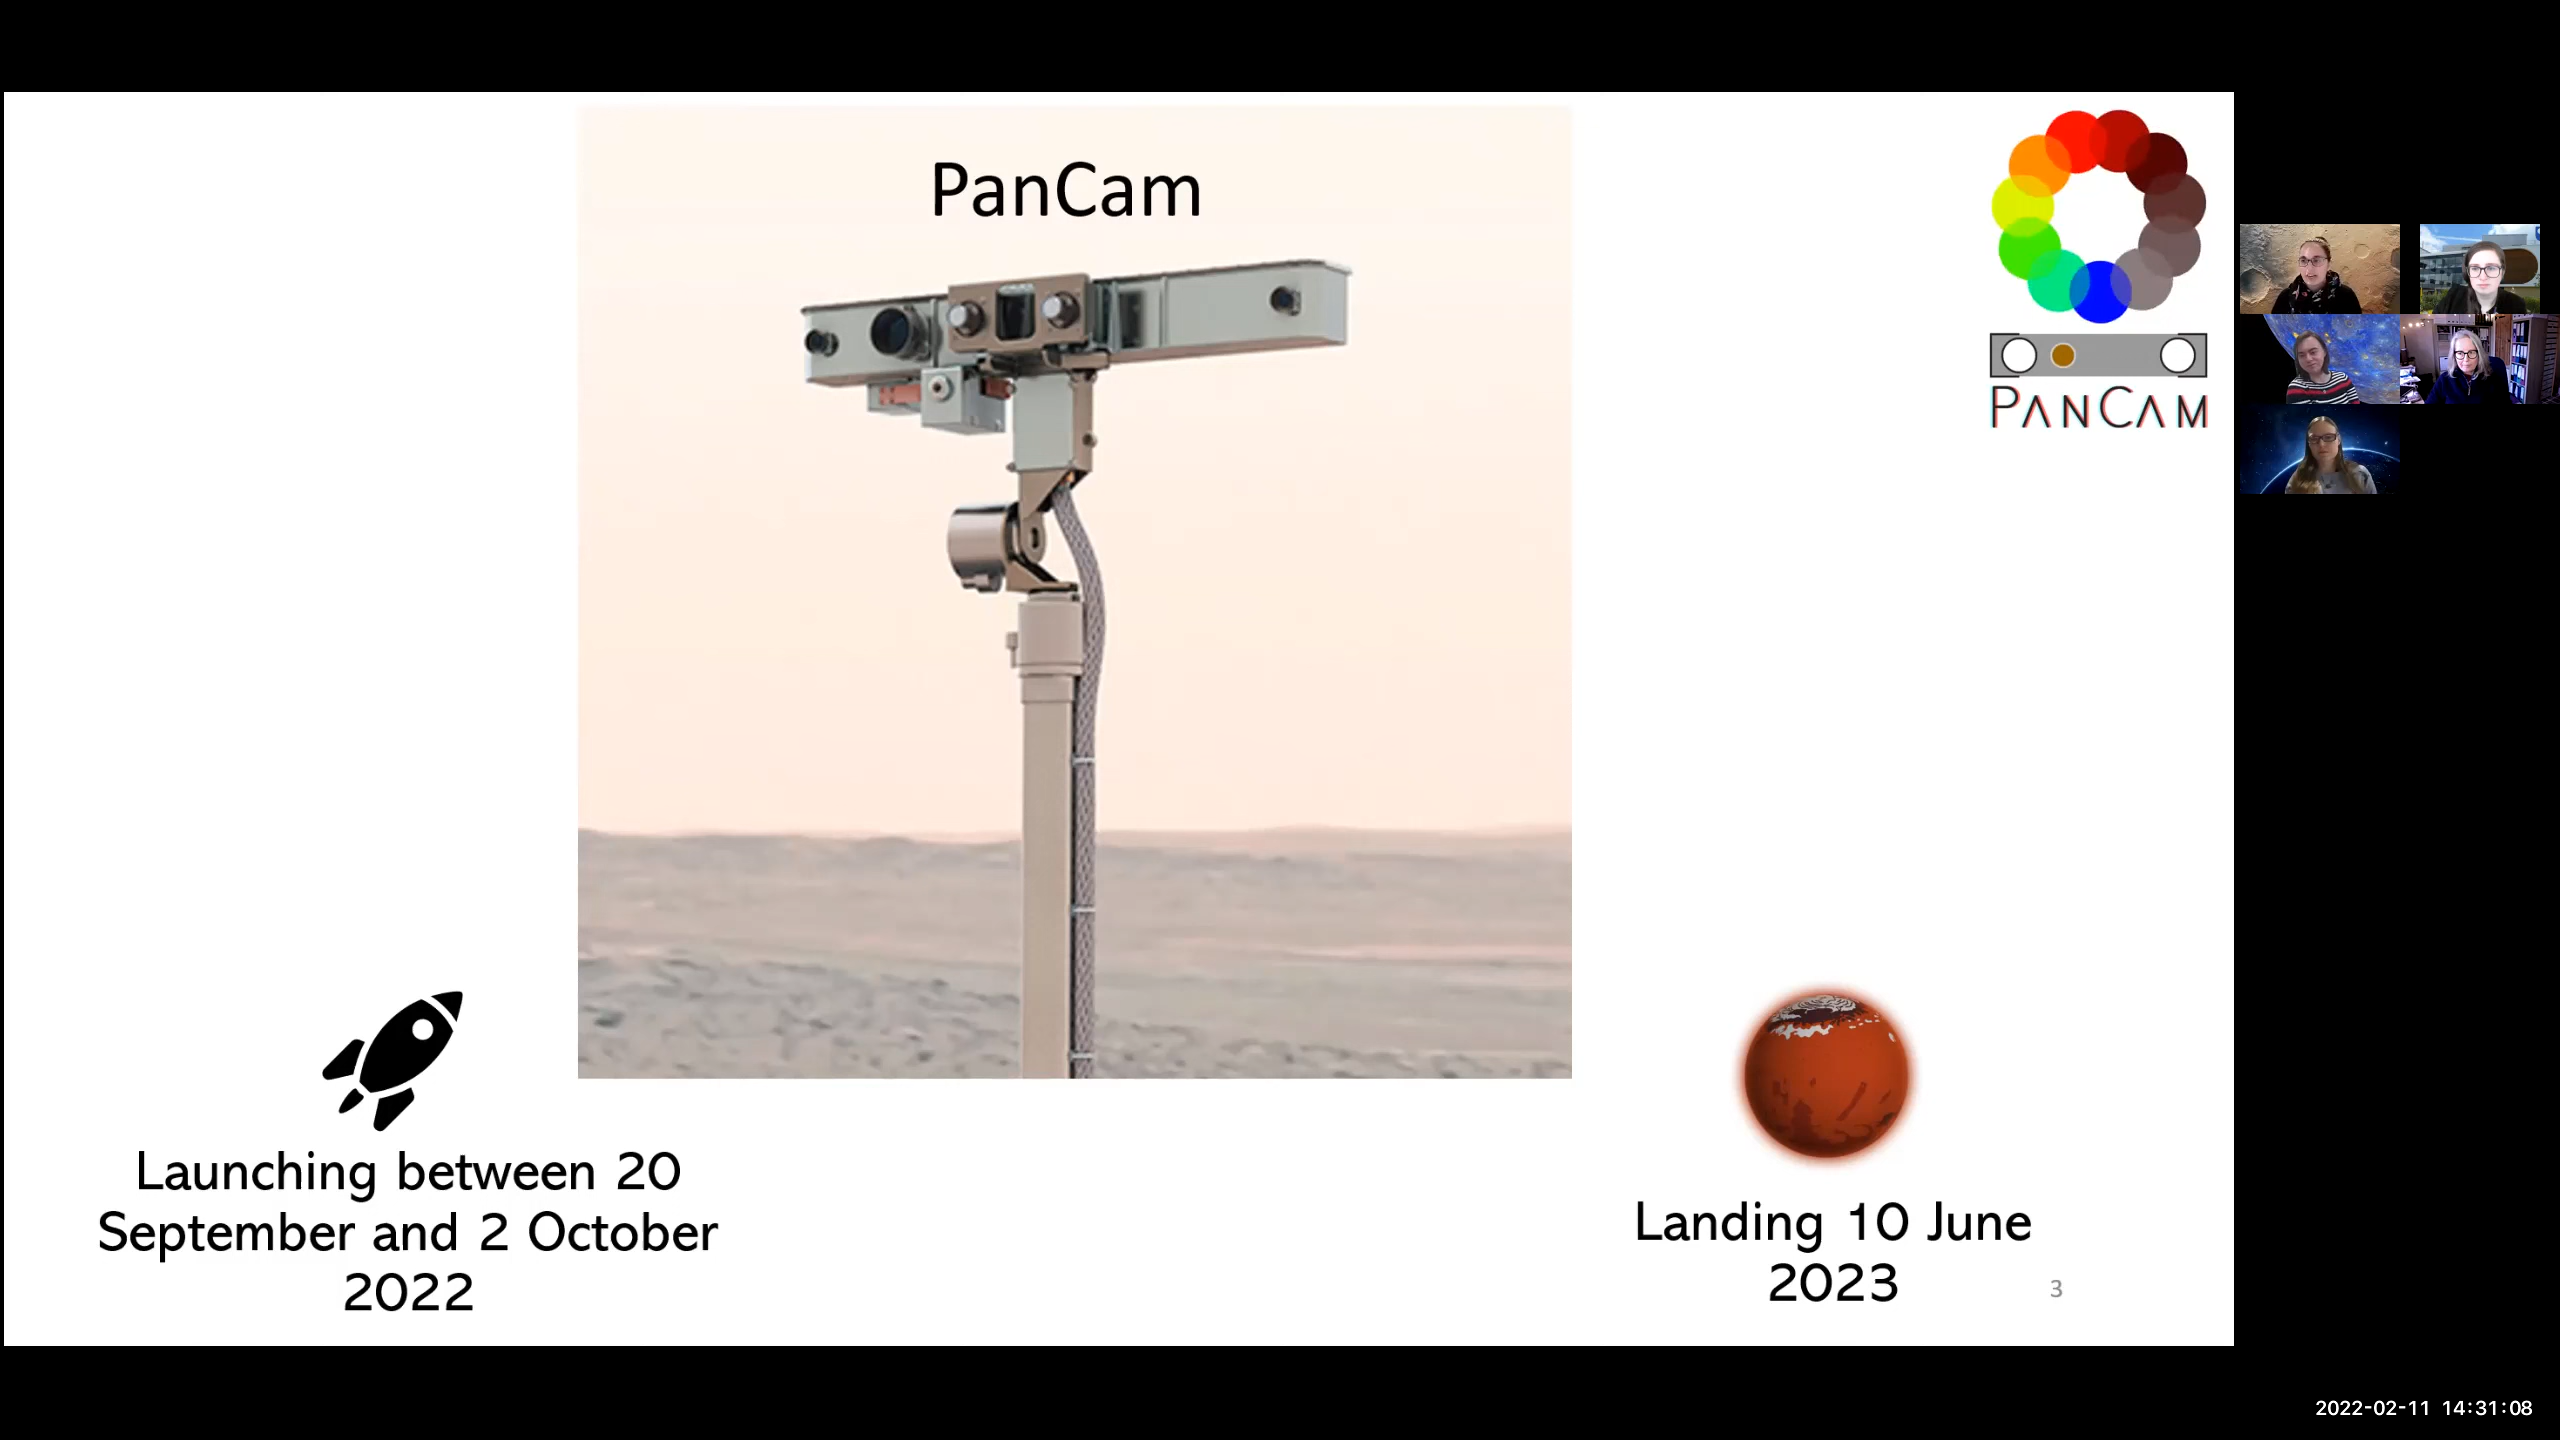 PanCam
PANCAM
Launching between 20
September and 2 October
2022
Landing 10 June
2023
3
2022-02-11 14:31:08